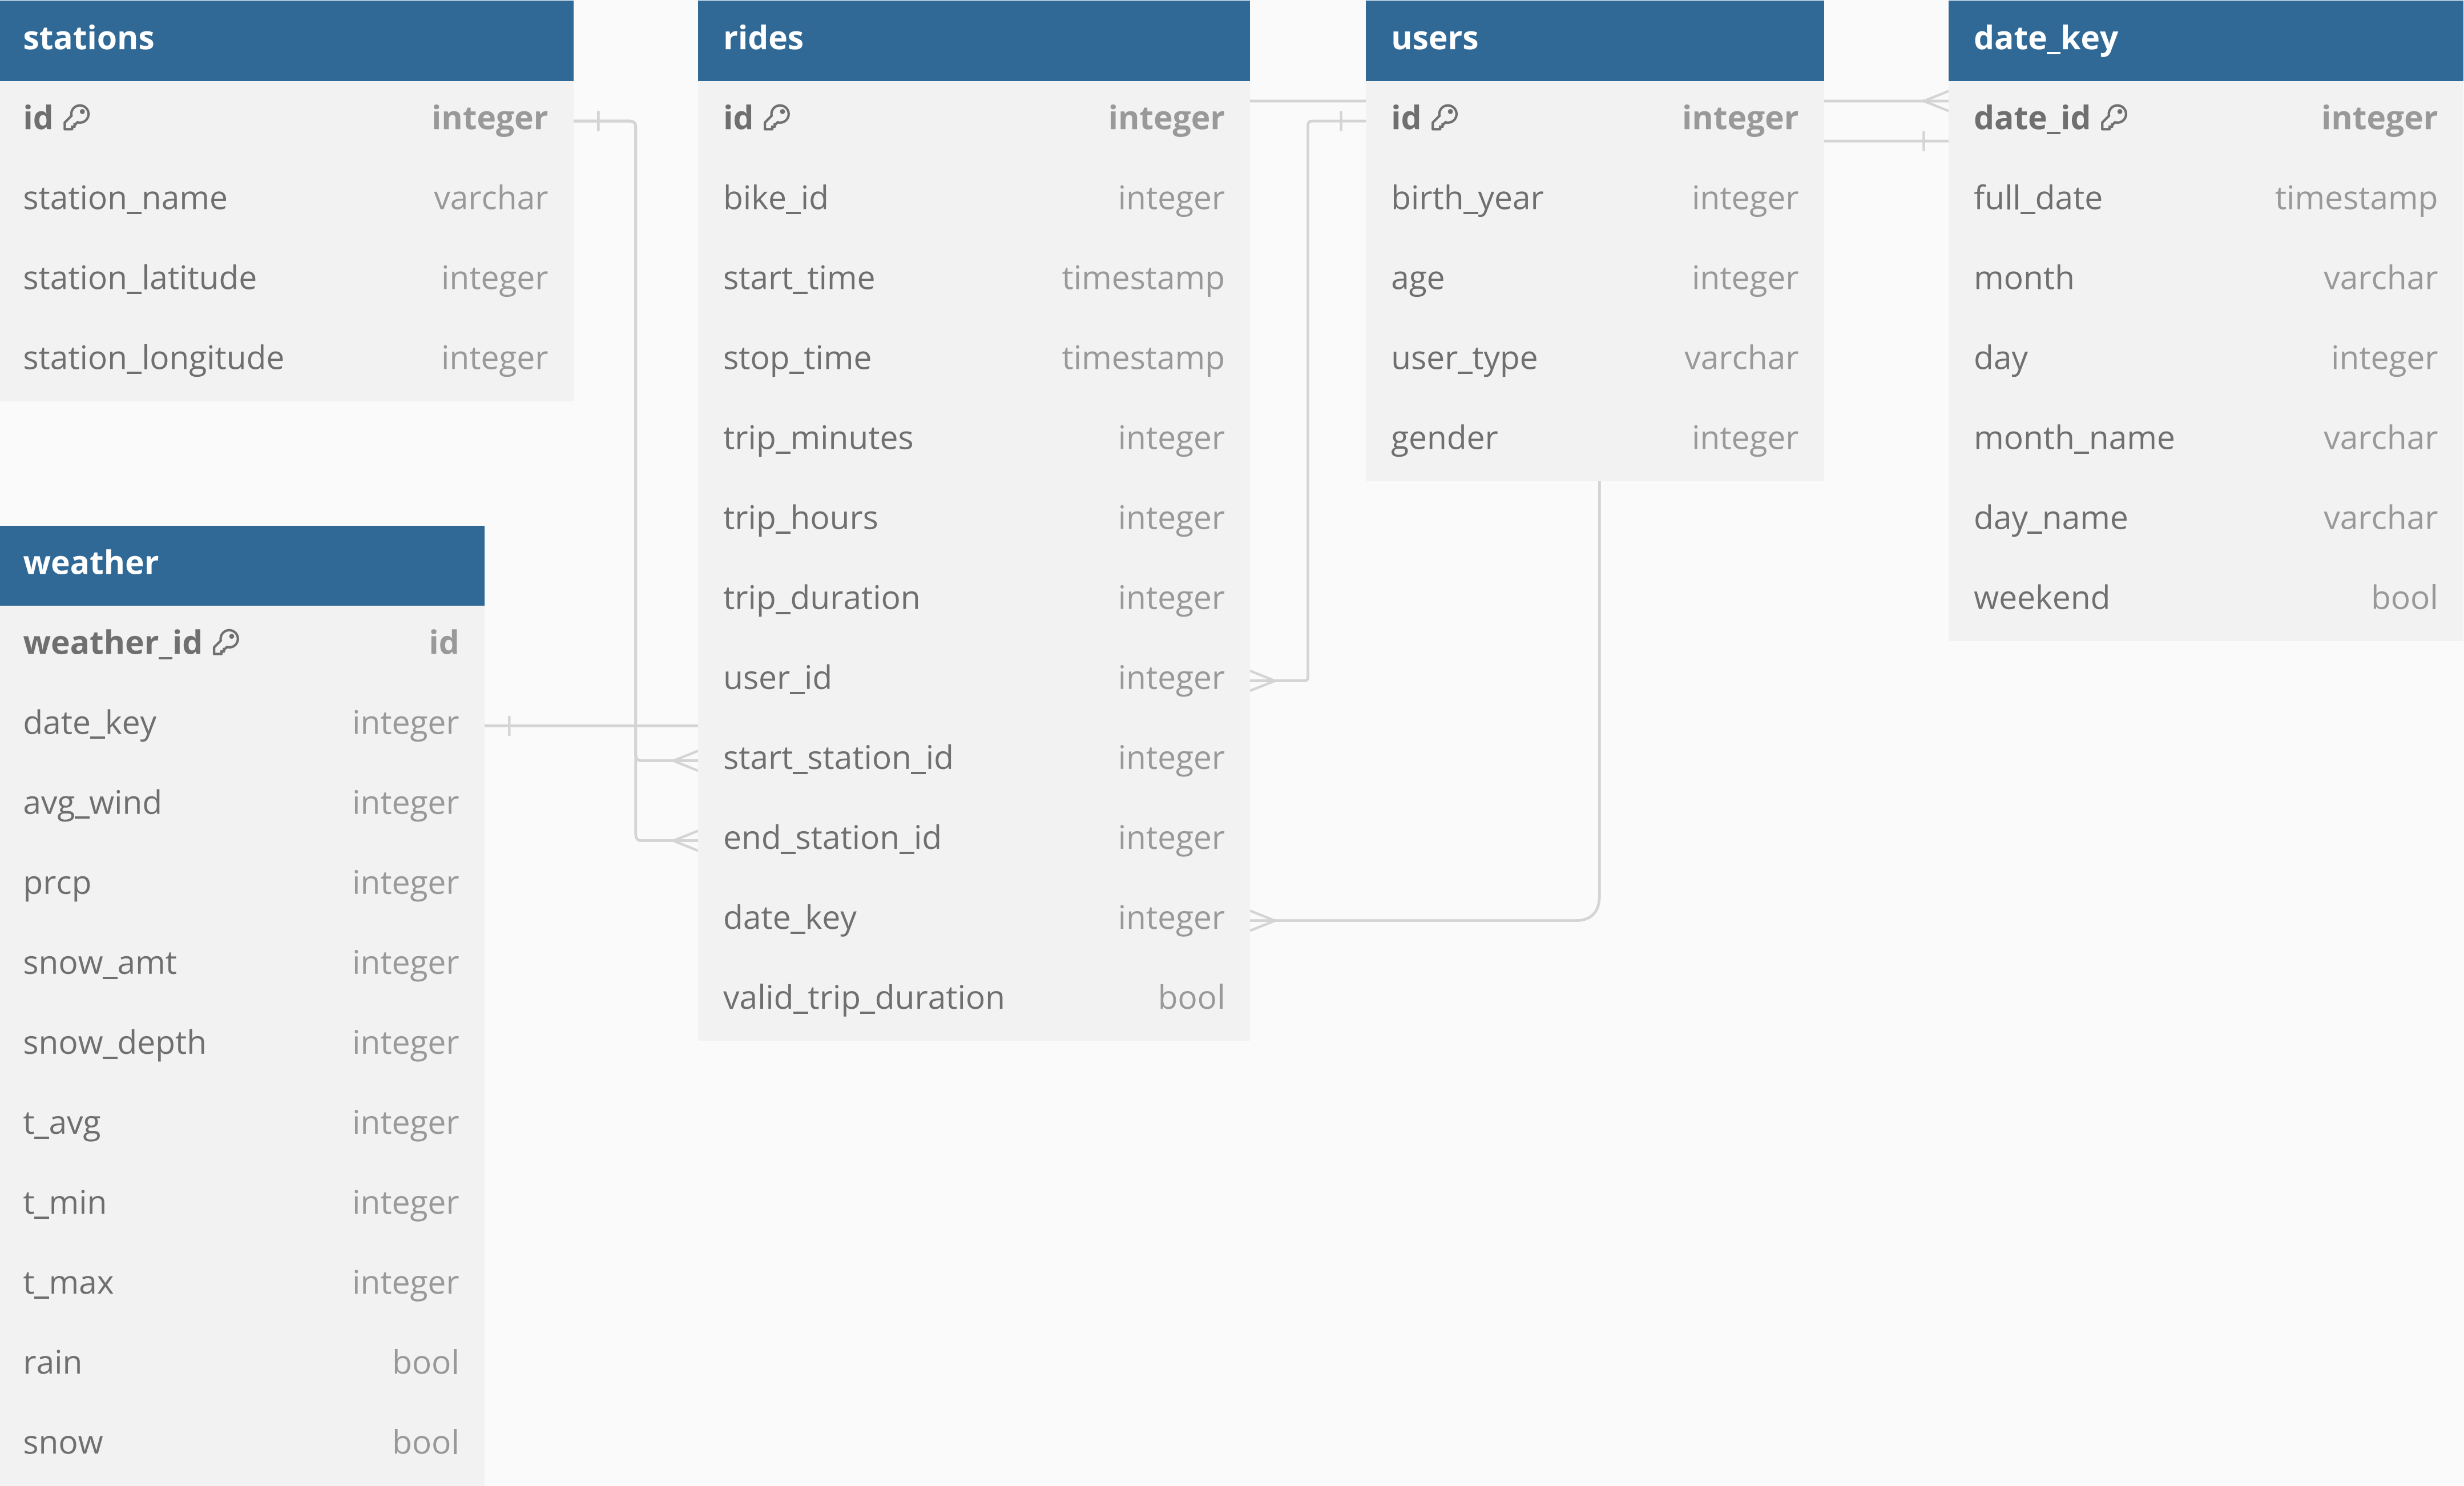 stations
id integer
station_name varchar
station_latitude integer
station_longitude integer
weather
weather_id id
date_key integer
avg_wind integer
prcp integer
snow_amt integer
snow_depth integer
t_avg integer
t_min integer
t_max integer
rain bool
snow bool
rides
id integer
bike_id integer
start_time timestamp
stop_time timestamp
trip_minutes integer
trip_hours integer
trip_duration integer
user_id integer
start_station_id integer
end_station_id integer
date_key integer
valid_trip_duration bool
users
id integer
birth_year integer
age integer
user_type varchar
gender integer
date_key
date_id integer
full_date timestamp
month varchar
day integer
month_name varchar
day_name varchar
weekend bool